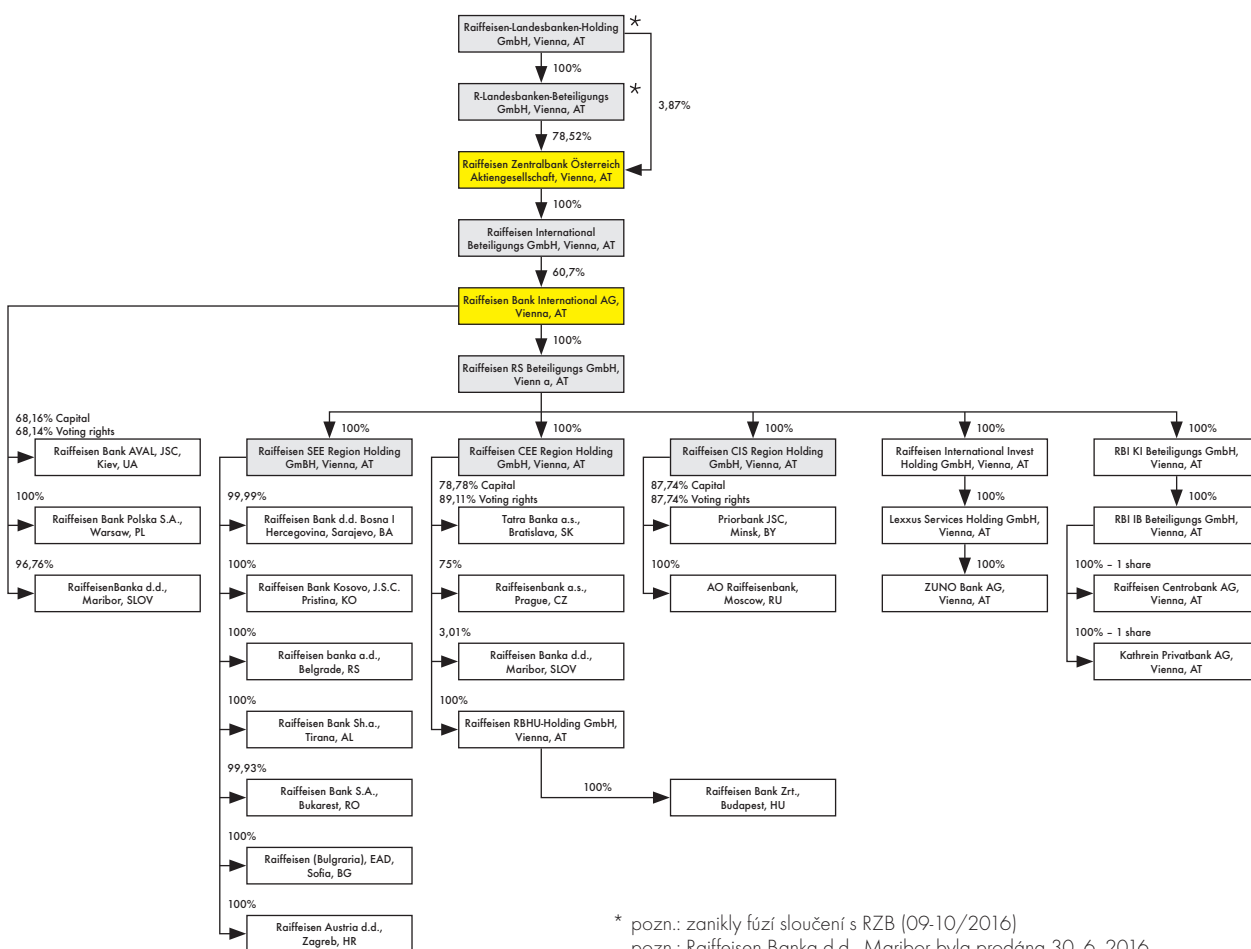 Raiffeisen-Landesbanken-Holding
GmbH, Vienna, AT
*
100%
R-Landesbanken-Beteiligungs
GmbH, Vienna, AT
*
3,87%
78,52%
Raiffeisen Zentralbank Österreich
Aktiengesellschaft, Vienna, AT
100%
Raiffeisen International
Beteiligungs GmbH, Vienna, AT
60,7%
Raiffeisen Bank International AG,
Vienna, AT
100%
Raiffeisen RS Beteiligungs GmbH,
Vienn a, AT
68,16% Capital
68,14% Voting rights
Raiffeisen Bank AVAL, JSC,
Kiev, UA
100%
Raiffeisen Bank Polska S.A.,
Warsaw, PL
96,76%
RaiffeisenBanka d.d.,
Maribor, SLOV
100%
Raiffeisen SEE Region Holding
GmBH, Vienna, AT
99,99%
Raiffeisen Bank d.d. Bosna I
Hercegovina, Sarajevo, BA
100%
Raiffeisen Bank Kosovo, J.S.C.
Pristina, KO
100%
Raiffeisen banka a.d.,
Belgrade, RS
100%
Raiffeisen Bank Sh.a.,
Tirana, AL
99,93%
Raiffeisen Bank S.A.,
Bukarest, RO
100%
Raiffeisen (Bulgraria), EAD,
Sofia, BG
100%
Raiffeisen Austria d.d.,
Zagreb, HR
100%
Raiffeisen CEE Region Holding
GmbH, Vienna, AT
78,78% Capital
89,11% Voting rights
Tatra Banka a.s.,
Bratislava, SK
75%
Raiffeisenbank a.s.,
Prague, CZ
3,01%
Raiffeisen Banka d.d.,
Maribor, SLOV
100%
Raiffeisen RBHU-Holding GmbH,
Vienna, AT
100%
Raiffeisen Bank Zrt.,
Budapest, HU
100%
Raiffeisen CIS Region Holding
GmbH, Vienna, AT
87,74% Capital
87,74% Voting rights
Priorbank JSC,
Minsk, BY
100%
AO Raiffeisenbank,
Moscow, RU
100%
Raiffeisen International Invest
Holding GmbH, Vienna, AT
100%
Lexxus Services Holding GmbH,
Vienna, AT
100%
ZUNO Bank AG,
Vienna, AT
100%
RBI KI Beteiligungs GmbH,
Vienna, AT
100%
RBI IB Beteiligungs GmbH,
Vienna, AT
100% – 1 share
Raiffeisen Centrobank AG,
Vienna, AT
100% – 1 share
Kathrein Privatbank AG,
Vienna, AT
* pozn.: zanikly fúzí sloučení s RZB (09-10/2016)
pozn.: Raiffeisen Banka d.d., Maribor byla prodána 30. 6. 2016